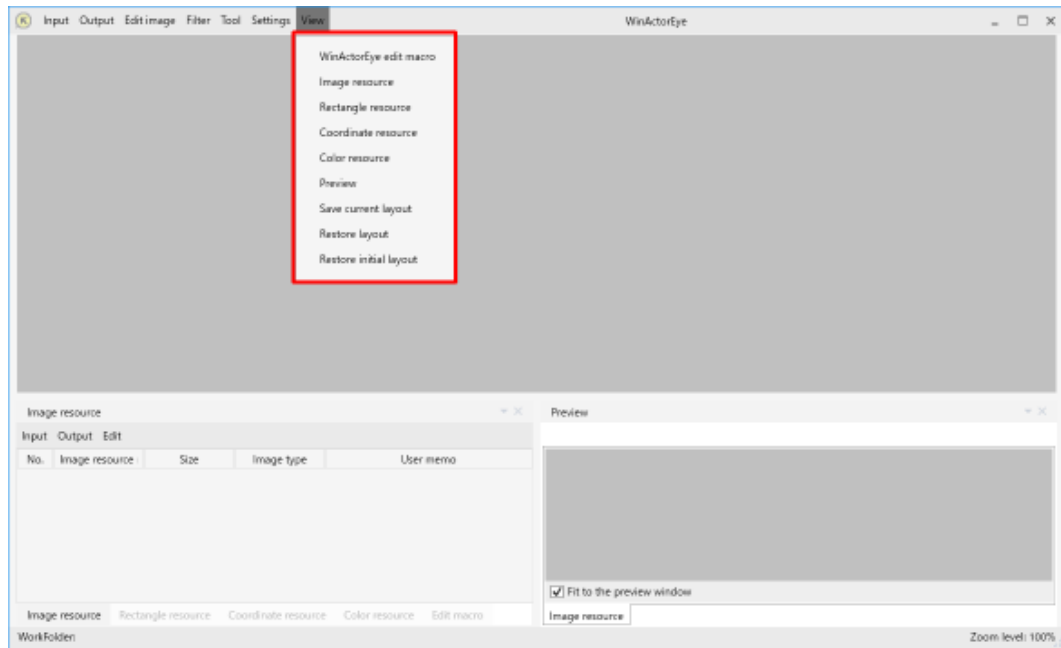 K Input Output Edit image Filter Tool Settings View WinActorEye
WinActorEye edit macro
Image resource
Rectangle resource
Coordinate resource
Color resource
Preview
Save current layout
Restore layout
Restore initial layout
Image resource
Input Output Edit
No. Image resource Size Image type User memo
Image resource Rectangle resource Coordinate resource Color resource Edit macro
Preview
Fit to the preview window
Image resource
WorkFolder: Zoom level: 100%